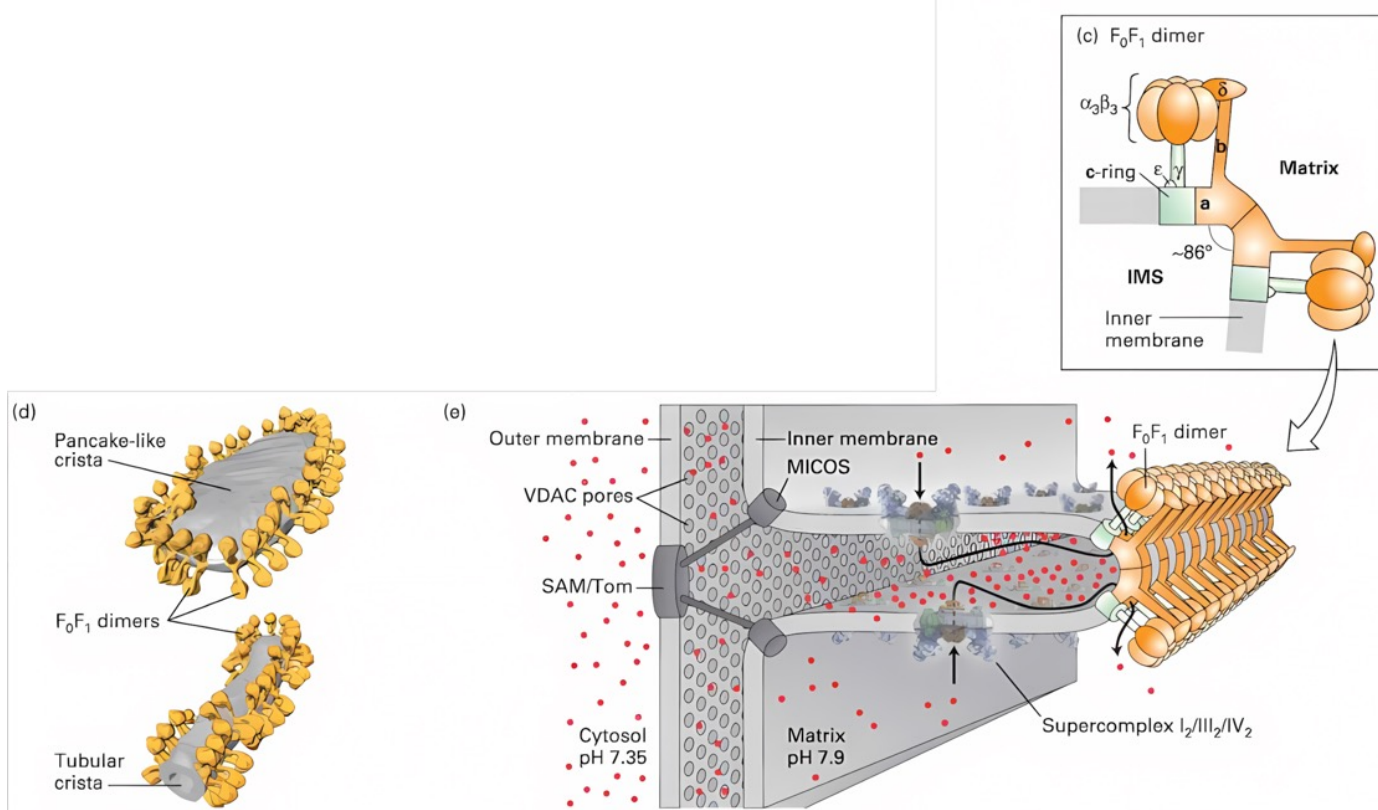 (c) F₀F₁ dimer
α₃β₃
δ
b
Matrix
ε
γ
c-ring
a
~86°
IMS
Inner
membrane
(d)
Pancake-like
crista
F₀F₁ dimers
Tubular
crista
(e)
Outer membrane
Inner membrane
MICOS
F₀F₁ dimer
VDAC pores
SAM/Tom
Supercomplex I₂/III₂/IV₂
Cytosol
pH 7.35
Matrix
pH 7.9